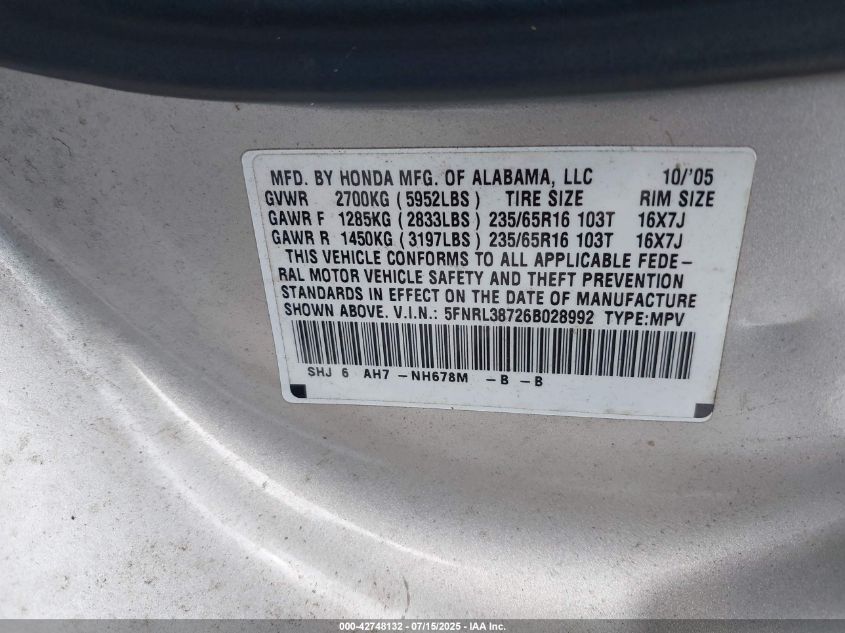 MFD. BY HONDA MFG. OF ALABAMA, LLC 10/'05
GVWR 2700KG (5952LBS) TIRE SIZE RIM SIZE
GAWR F 1285KG (2833LBS) 235/65R16 103T 16X7J
GAWR R 1450KG (3197LBS) 235/65R16 103T 16X7J
THIS VEHICLE CONFORMS TO ALL APPLICABLE FEDE-
RAL MOTOR VEHICLE SAFETY AND THEFT PREVENTION
STANDARDS IN EFFECT ON THE DATE OF MANUFACTURE
SHOWN ABOVE. V.I.N.: 5FNRL38726B028992 TYPE:MPV
SHJ 6 AH7 -NH678M -B -B
000-42748132 - 07/15/2025 - IAA Inc.